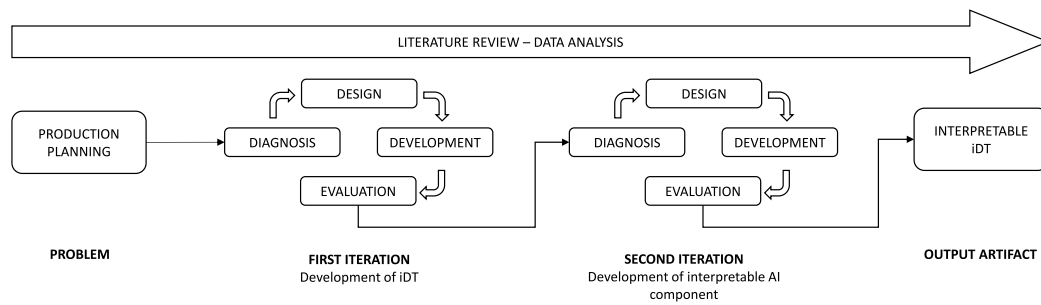 LITERATURE REVIEW – DATA ANALYSIS
PRODUCTION
PLANNING
DIAGNOSIS
DESIGN
DEVELOPMENT
EVALUATION
DIAGNOSIS
DESIGN
DEVELOPMENT
EVALUATION
INTERPRETABLE
iDT
PROBLEM
FIRST ITERATION
Development of iDT
SECOND ITERATION
Development of interpretable AI
component
OUTPUT ARTIFACT